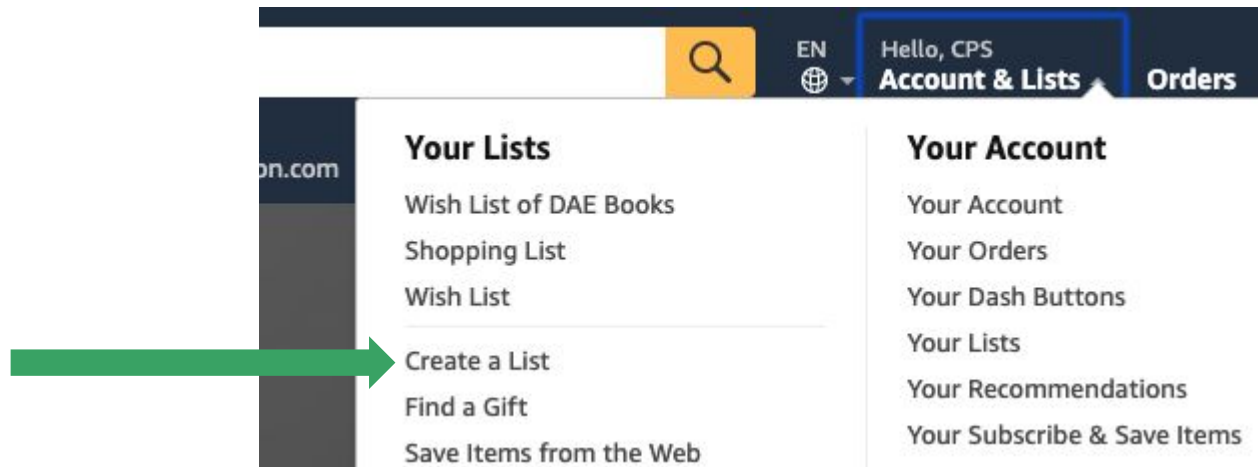 EN
Hello, CPS
Account & Lists
Orders
on.com
Your Lists
Wish List of DAE Books
Shopping List
Wish List
Create a List
Find a Gift
Save Items from the Web
Your Account
Your Account
Your Orders
Your Dash Buttons
Your Lists
Your Recommendations
Your Subscribe & Save Items